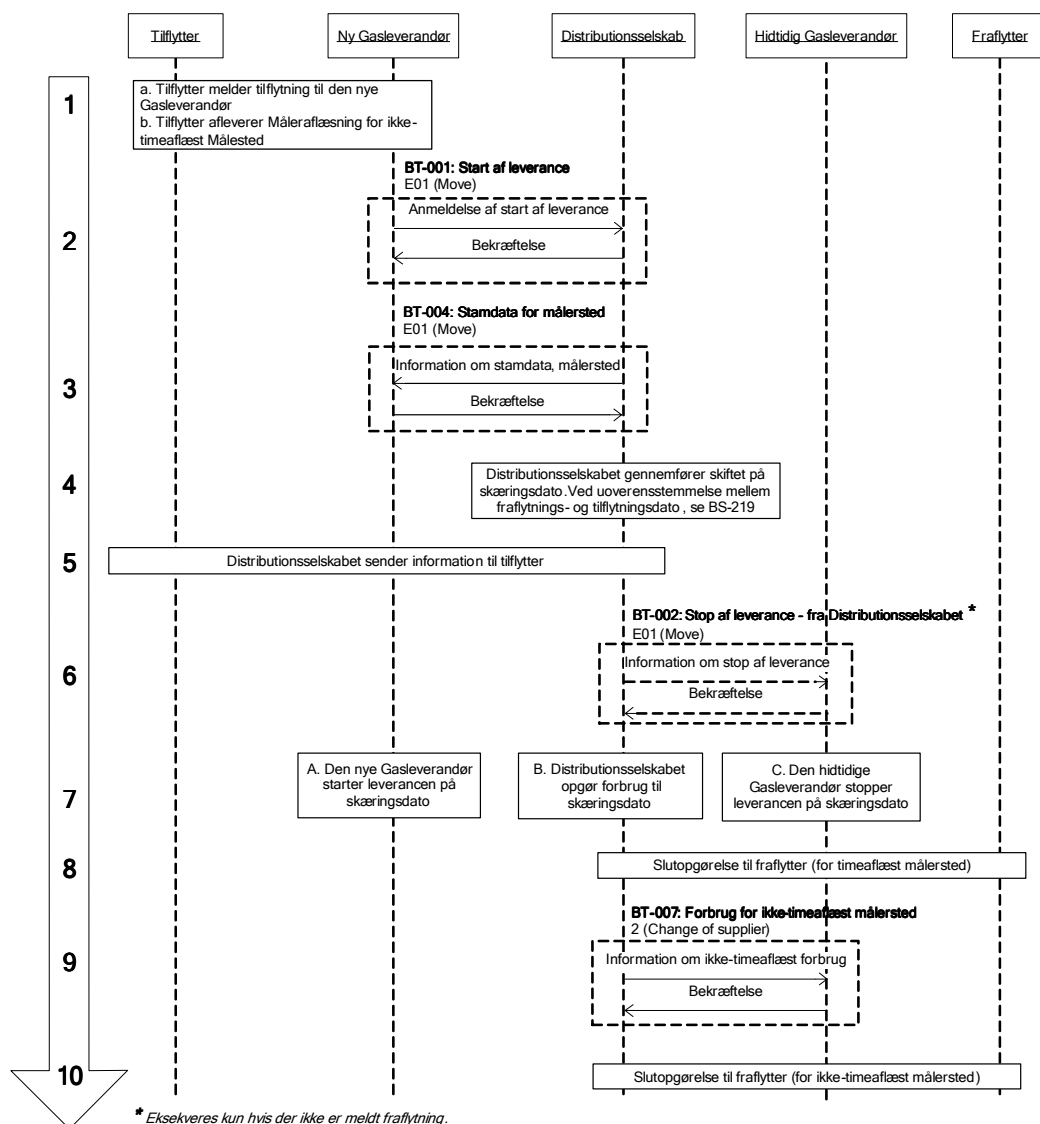 Tilflytter
Ny Gasleverandør
Distributionsselskab
Hidtidig Gasleverandør
Fraflytter
1
a. Tilflytter melder tilflytning til den nye
Gasleverandør
b. Tilflytter afleverer Måleraflæsning for ikke-
timeaflæst Målested
BT-001: Start af leverance
E01 (Move)
2
Anmeldelse af start af leverance
Bekræftelse
BT-004: Stamdata for målersted
E01 (Move)
3
Information om stamdata, målersted
Bekræftelse
4
Distributionsselskabet gennemfører skiftet på
skæringsdato.Ved uoverensstemmelse mellem
fraflytnings- og tilflytningsdato, se BS-219
5
Distributionsselskabet sender information til tilflytter
BT-002: Stop af leverance - fra Distributionsselskabet *
E01 (Move)
6
Information om stop af leverance
Bekræftelse
7
A. Den nye Gasleverandør
starter leverancen på
skæringsdato
B. Distributionsselskabet
opgør forbrug til
skæringsdato
C. Den hidtidige
Gasleverandør stopper
leverancen på skæringsdato
8
Slutopgørelse til fraflytter (for timeaflæst målersted)
BT-007: Forbrug for ikke-timeaflæst målersted
2 (Change of supplier)
9
Information om ikke-timeaflæst forbrug
Bekræftelse
10
Slutopgørelse til fraflytter (for ikke-timeaflæst målersted)
* Eksekveres kun hvis der ikke er meldt fraflytning.